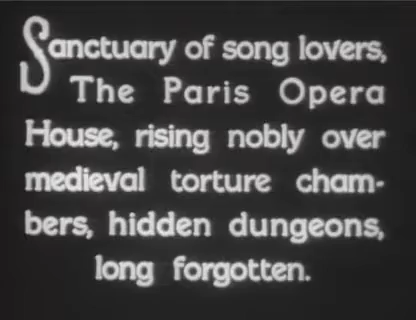 Sanctuary of song lovers,
The Paris Opera
House, rising nobly over
medieval torture cham-
bers, hidden dungeons,
long forgotten.